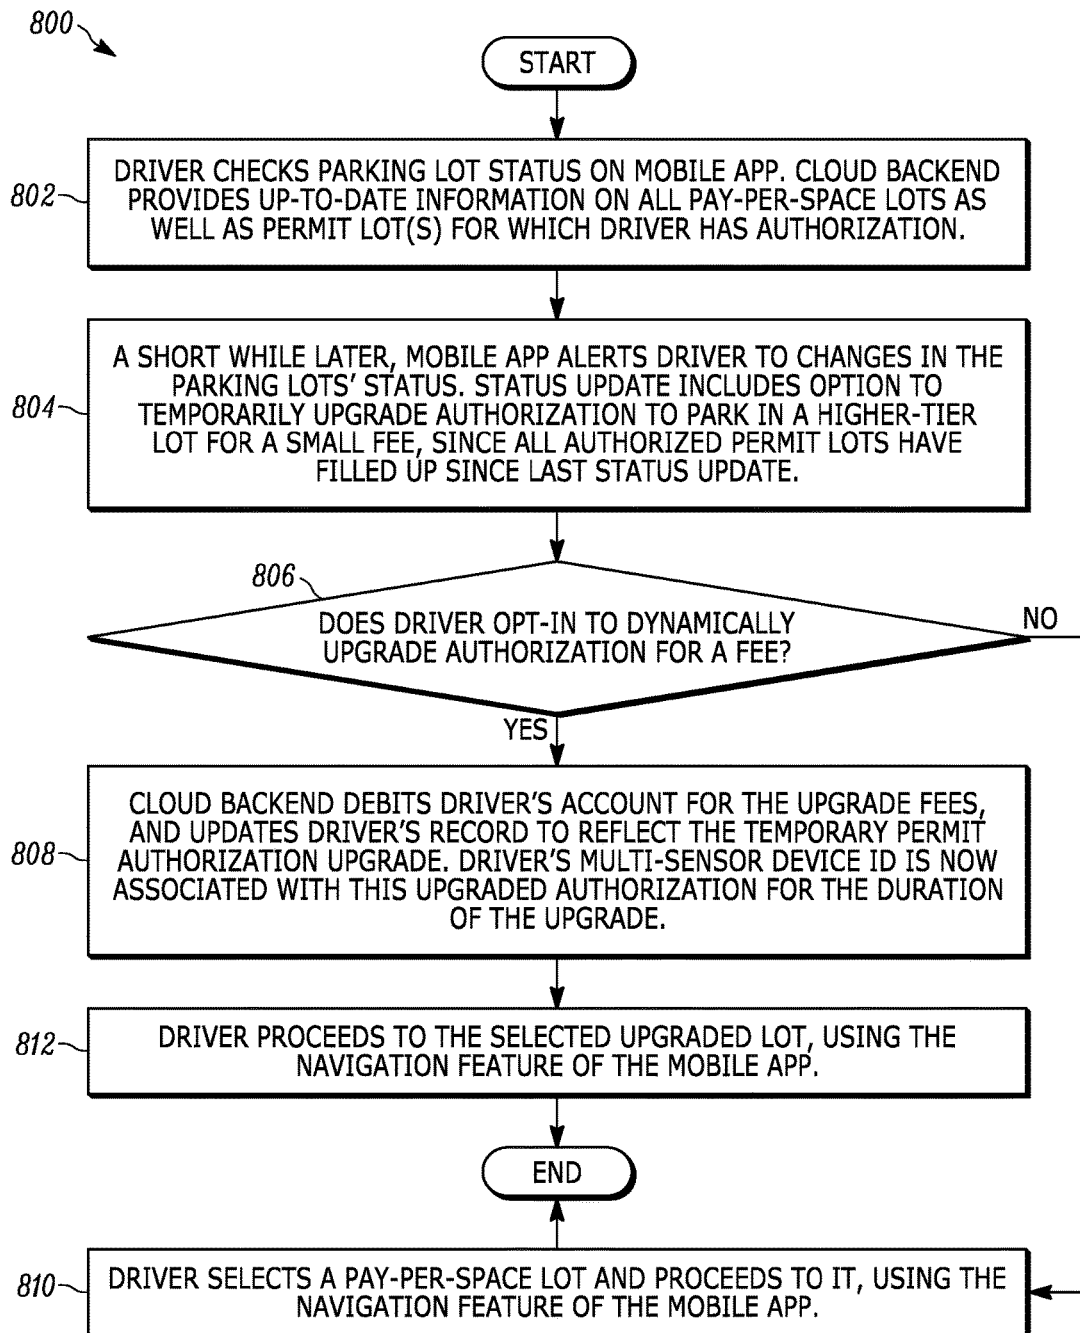 800
START
802
DRIVER CHECKS PARKING LOT STATUS ON MOBILE APP. CLOUD BACKEND
PROVIDES UP-TO-DATE INFORMATION ON ALL PAY-PER-SPACE LOTS AS
WELL AS PERMIT LOT(S) FOR WHICH DRIVER HAS AUTHORIZATION.
804
A SHORT WHILE LATER, MOBILE APP ALERTS DRIVER TO CHANGES IN THE
PARKING LOTS' STATUS. STATUS UPDATE INCLUDES OPTION TO
TEMPORARILY UPGRADE AUTHORIZATION TO PARK IN A HIGHER-TIER
LOT FOR A SMALL FEE, SINCE ALL AUTHORIZED PERMIT LOTS HAVE
FILLED UP SINCE LAST STATUS UPDATE.
806
DOES DRIVER OPT-IN TO DYNAMICALLY
UPGRADE AUTHORIZATION FOR A FEE?
NO
YES
808
CLOUD BACKEND DEBITS DRIVER'S ACCOUNT FOR THE UPGRADE FEES,
AND UPDATES DRIVER'S RECORD TO REFLECT THE TEMPORARY PERMIT
AUTHORIZATION UPGRADE. DRIVER'S MULTI-SENSOR DEVICE ID IS NOW
ASSOCIATED WITH THIS UPGRADED AUTHORIZATION FOR THE DURATION
OF THE UPGRADE.
812
DRIVER PROCEEDS TO THE SELECTED UPGRADED LOT, USING THE
NAVIGATION FEATURE OF THE MOBILE APP.
END
810
DRIVER SELECTS A PAY-PER-SPACE LOT AND PROCEEDS TO IT, USING THE
NAVIGATION FEATURE OF THE MOBILE APP.